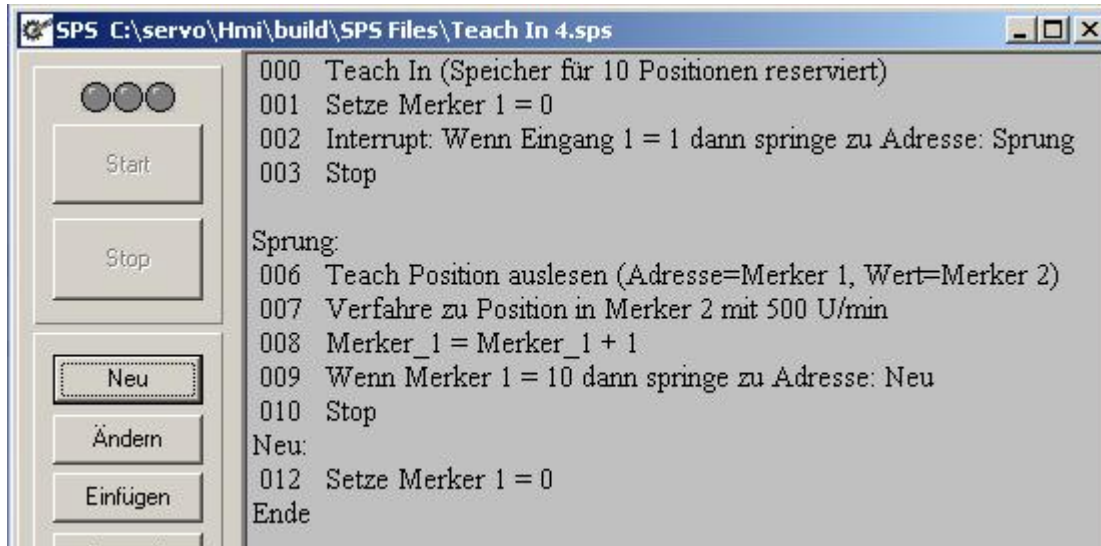 SPS C:\servo\Hmi\build\SPS Files\Teach In 4.sps
Start
Stop
Neu
Ändern
Einfügen
000 Teach In (Speicher für 10 Positionen reserviert)
001 Setze Merker 1 = 0
002 Interrupt: Wenn Eingang 1 = 1 dann springe zu Adresse: Sprung
003 Stop
Sprung:
006 Teach Position auslesen (Adresse=Merker 1, Wert=Merker 2)
007 Verfahre zu Position in Merker 2 mit 500 U/min
008 Merker_1 = Merker_1 + 1
009 Wenn Merker 1 = 10 dann springe zu Adresse: Neu
010 Stop
Neu:
012 Setze Merker 1 = 0
Ende